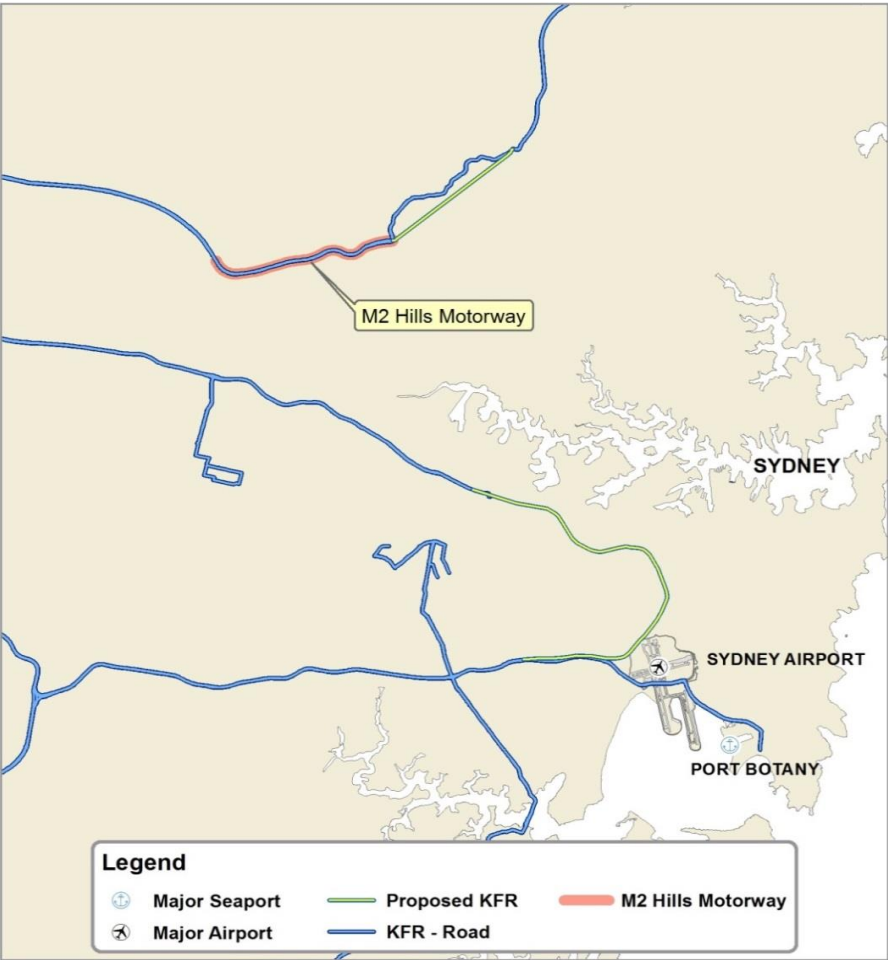 M2 Hills Motorway
SYDNEY
SYDNEY AIRPORT
PORT BOTANY
Legend
Major Seaport
Proposed KFR
M2 Hills Motorway
Major Airport
KFR - Road